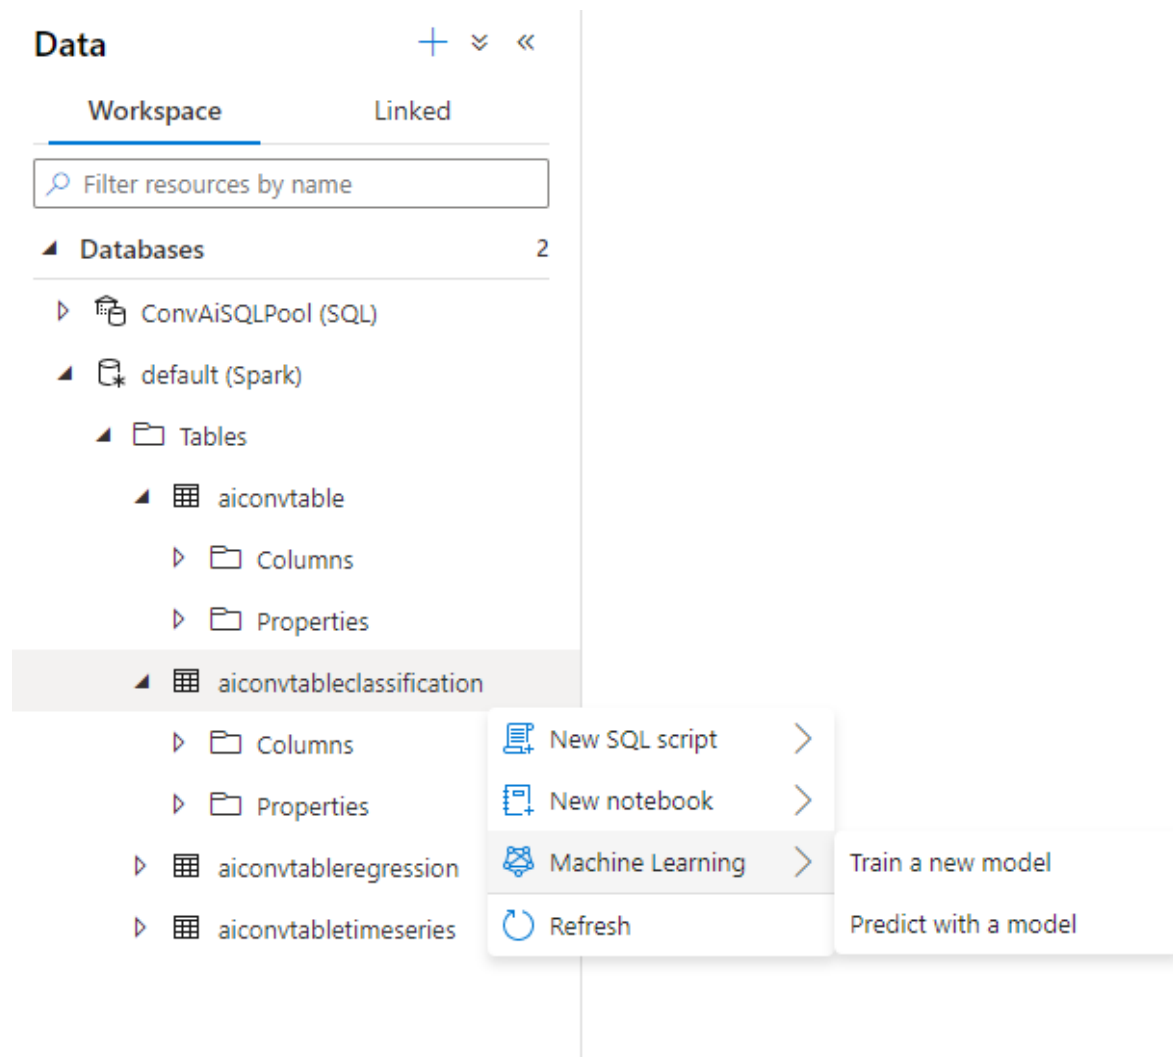 Data
Workspace Linked
Filter resources by name
Databases 2
ConvAiSQLPool (SQL)
default (Spark)
Tables
aiconvtable
Columns
Properties
aiconvtableclassification
Columns
Properties
aiconvtableregression
aiconvtabletimeseries
New SQL script
New notebook
Machine Learning
Refresh
Train a new model
Predict with a model